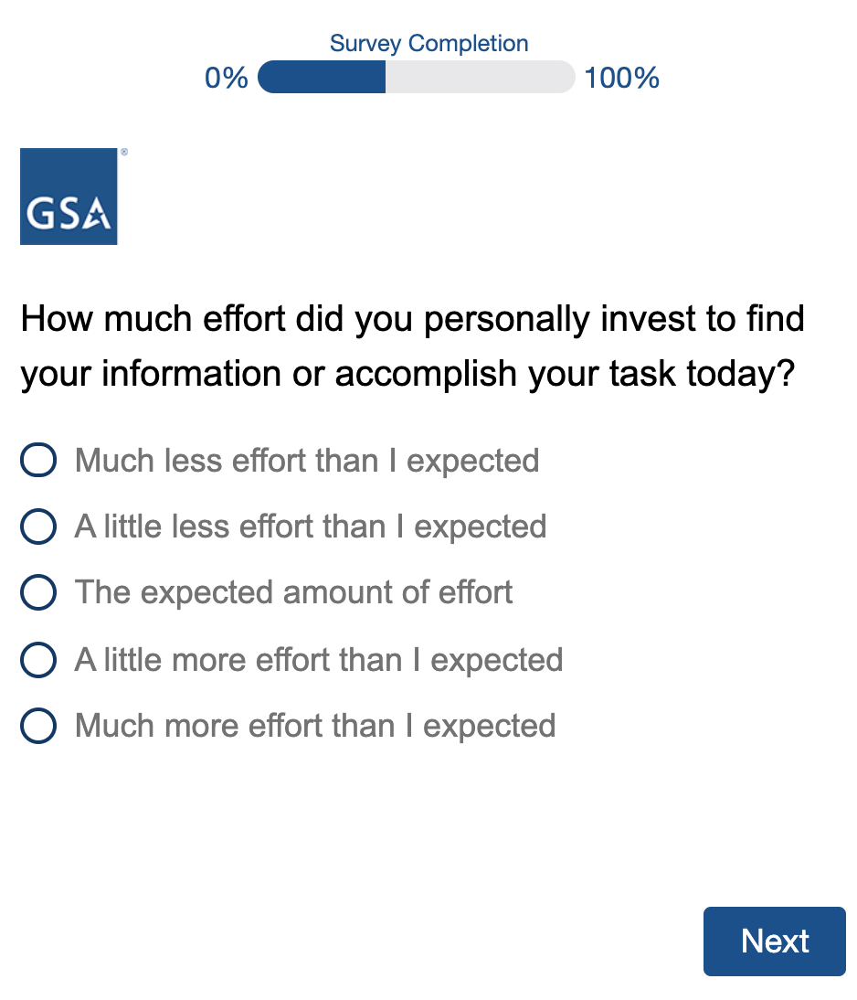 Survey Completion
0% 100%
®
GSA
How much effort did you personally invest to find
your information or accomplish your task today?
Much less effort than I expected
A little less effort than I expected
The expected amount of effort
A little more effort than I expected
Much more effort than I expected
Next